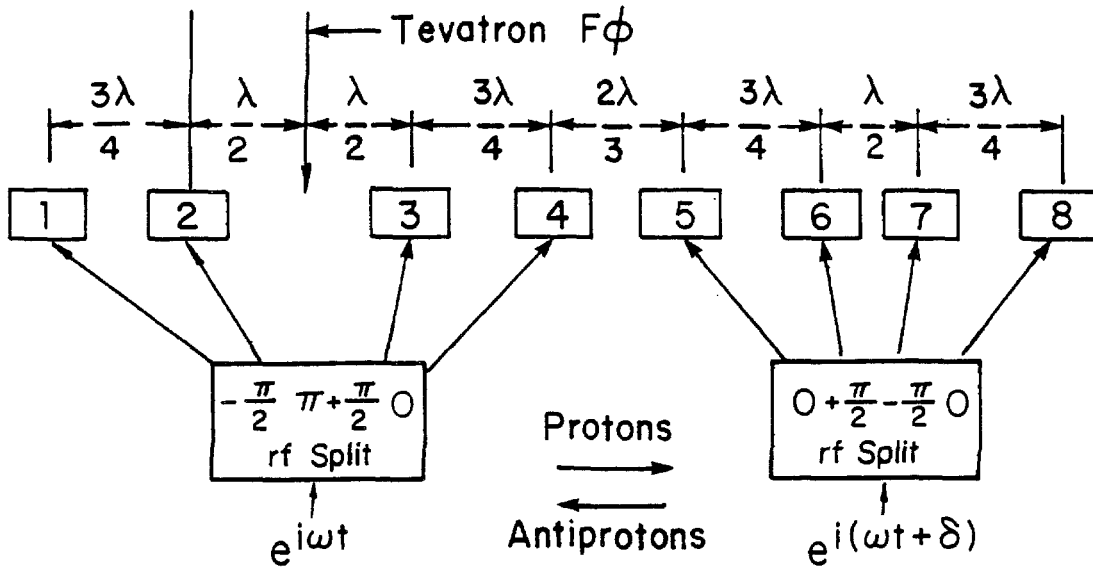 Tevatron Fϕ
3λ/4 λ/2 λ/2 3λ/4 2λ/3 3λ/4 λ/2 3λ/4
1 2 3 4 5 6 7 8
-π/2 π +π/2 0
rf Split
0 +π/2 -π/2 0
rf Split
Protons
Antiprotons
e^{iωt}
e^{i(ωt+δ)}